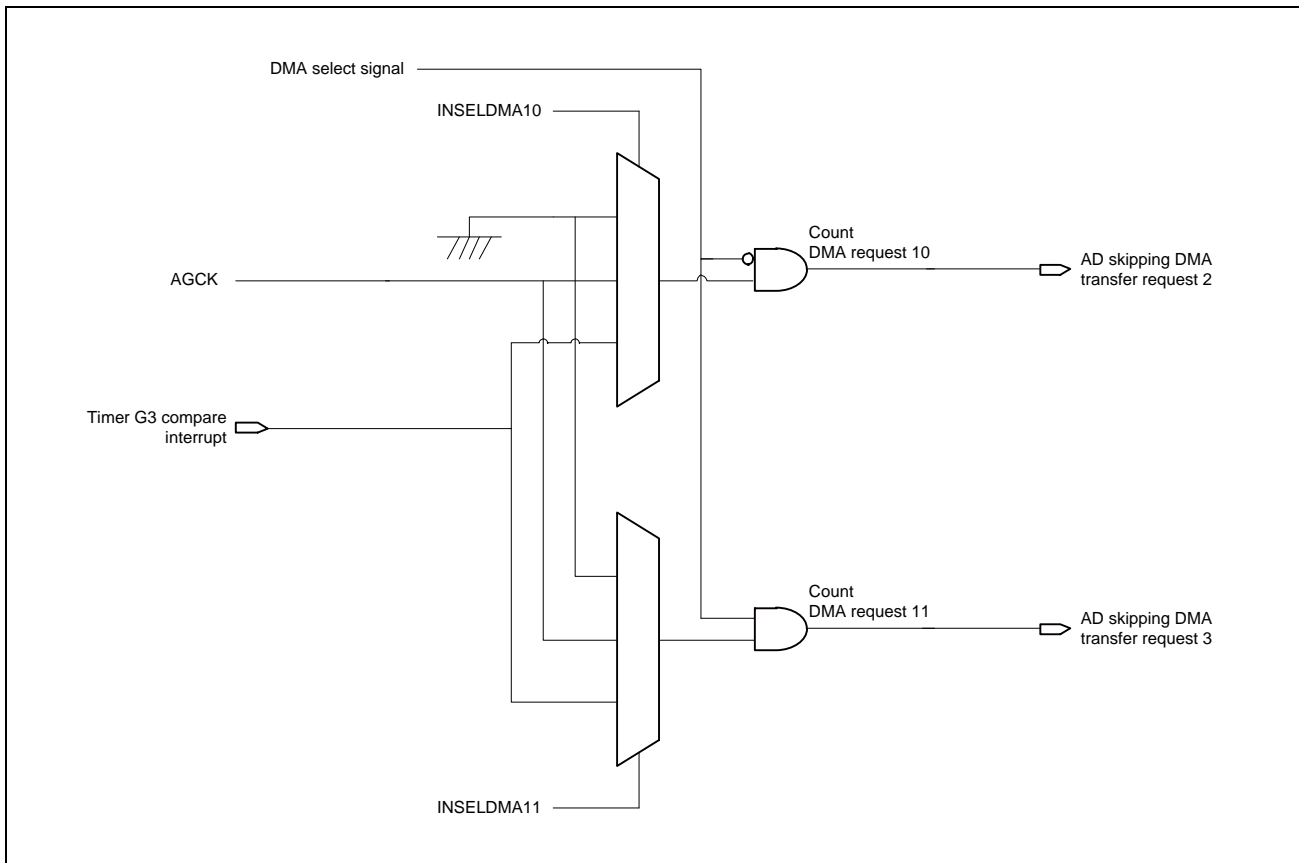 DMA select signal
INSELDMA10
Count
DMA request 10
AD skipping DMA
transfer request 2
AGCK
Timer G3 compare
interrupt
Count
DMA request 11
AD skipping DMA
transfer request 3
INSELDMA11